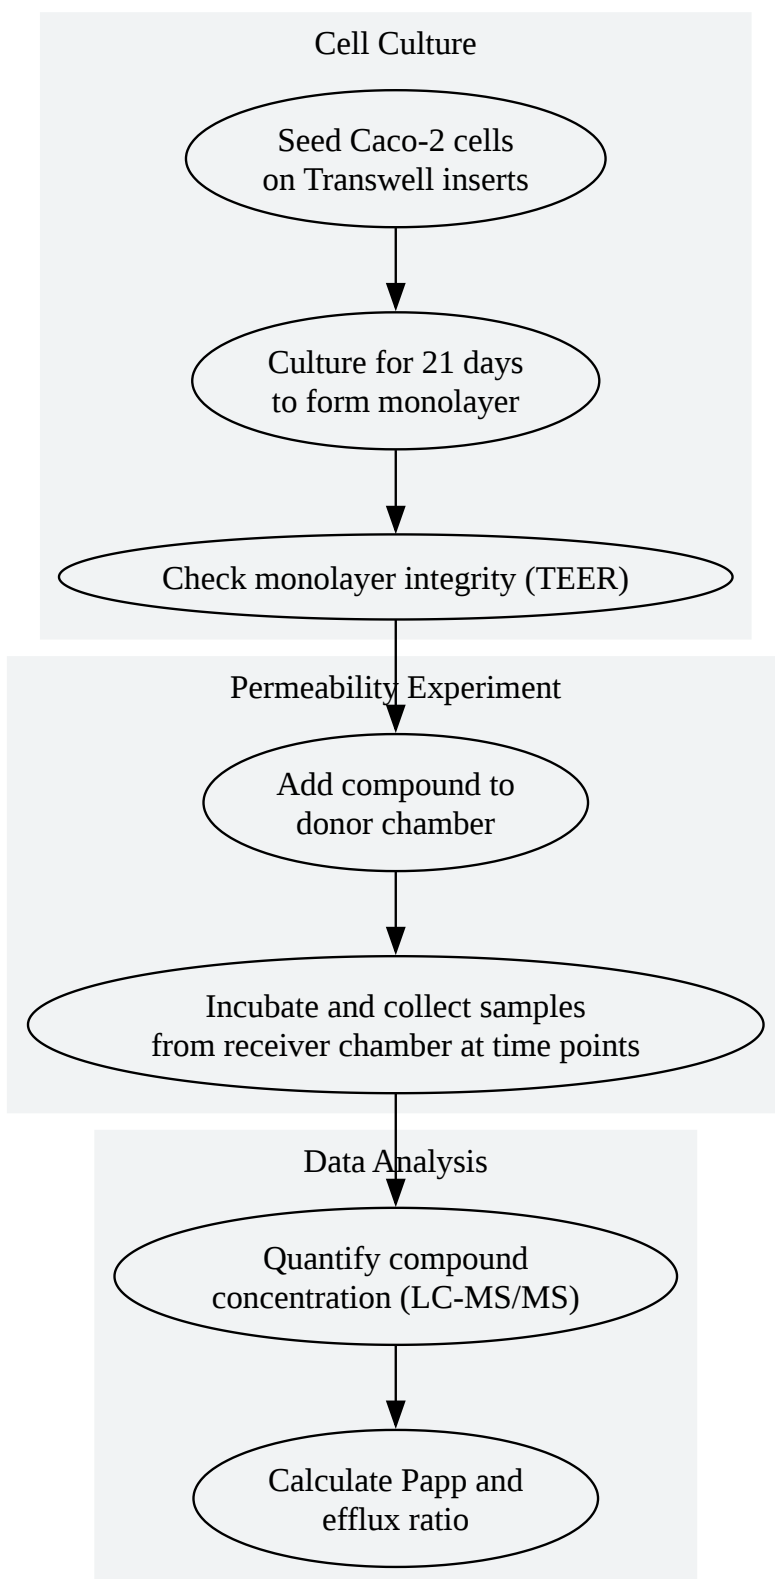 Cell Culture
Seed Caco-2 cells
on Transwell inserts
Culture for 21 days
to form monolayer
Check monolayer integrity (TEER)
Permeability Experiment
Add compound to
donor chamber
Incubate and collect samples
from receiver chamber at time points
Data Analysis
Quantify compound
concentration (LC-MS/MS)
Calculate Papp and
efflux ratio